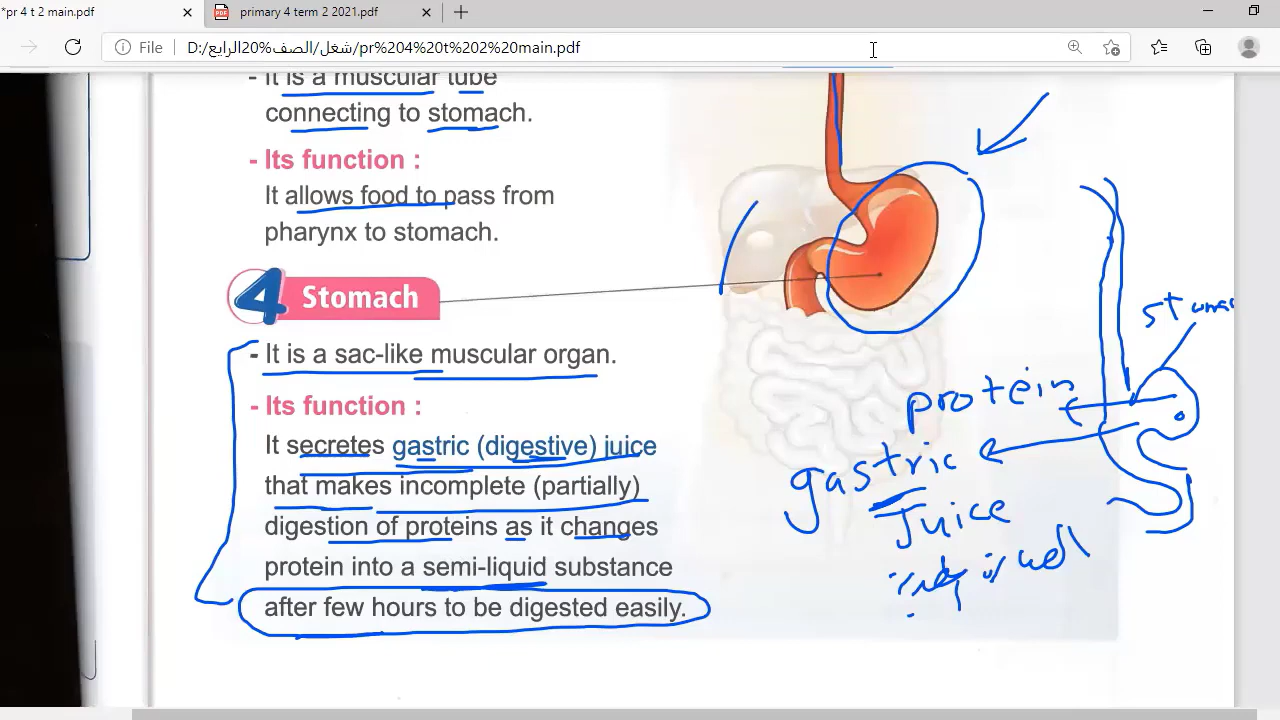 *pr 4 t 2 main.pdf
primary 4 term 2 2021.pdf
File D:/شغل/الصف%20الرابع/pr%204%20t%202%20main.pdf
- It is a muscular tube
connecting to stomach.
- Its function :
It allows food to pass from
pharynx to stomach.
4 Stomach
- It is a sac-like muscular organ.
- Its function :
It secretes gastric (digestive) juice
that makes incomplete (partially)
digestion of proteins as it changes
protein into a semi-liquid substance
after few hours to be digested easily.
protein
gastric
Juice